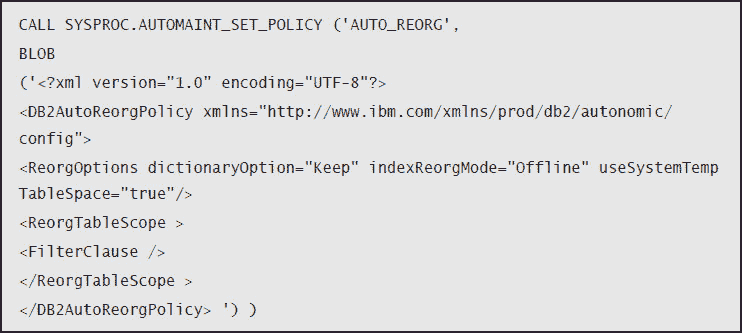 CALL SYSPROC.AUTOMAINT_SET_POLICY ('AUTO_REORG',
BLOB
('<?xml version="1.0" encoding="UTF-8"?>
<DB2AutoReorgPolicy xmlns="http://www.ibm.com/xmlns/prod/db2/autonomic/
config">
<ReorgOptions dictionaryOption="Keep" indexReorgMode="Offline" useSystemTemp
TableSpace="true"/>
<ReorgTableScope >
<FilterClause />
</ReorgTableScope >
</DB2AutoReorgPolicy> ') )